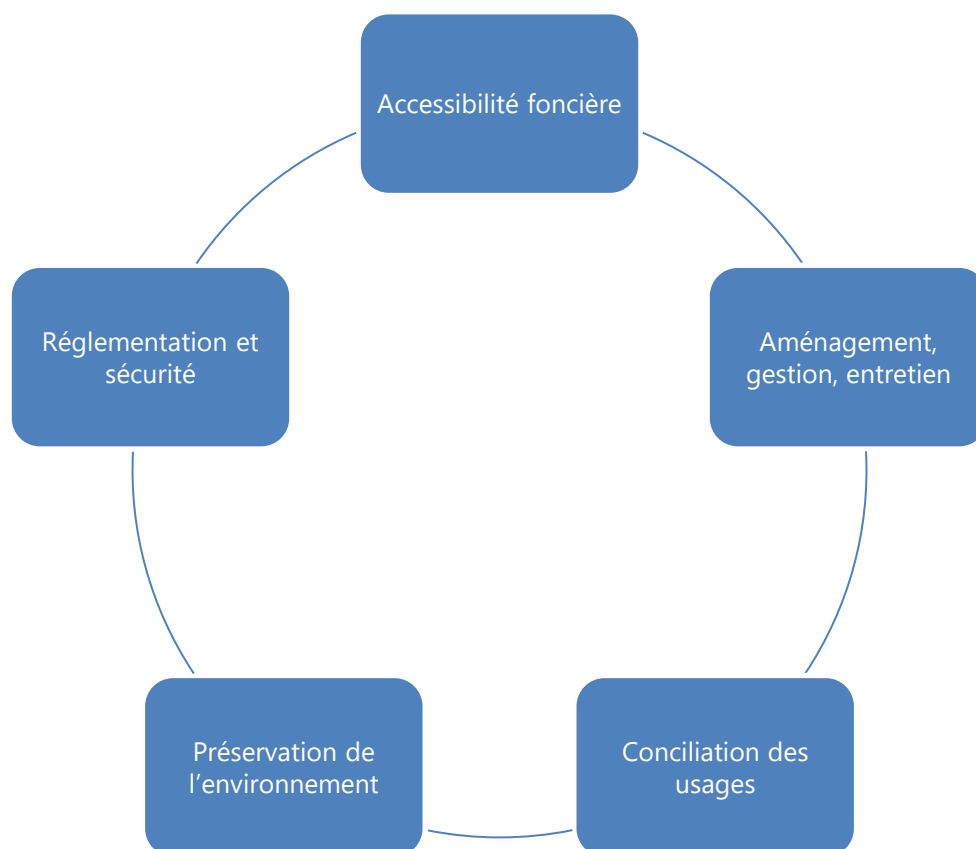 Accessibilité foncière
Aménagement,
gestion, entretien
Conciliation des
usages
Préservation de
l’environnement
Réglementation et
sécurité